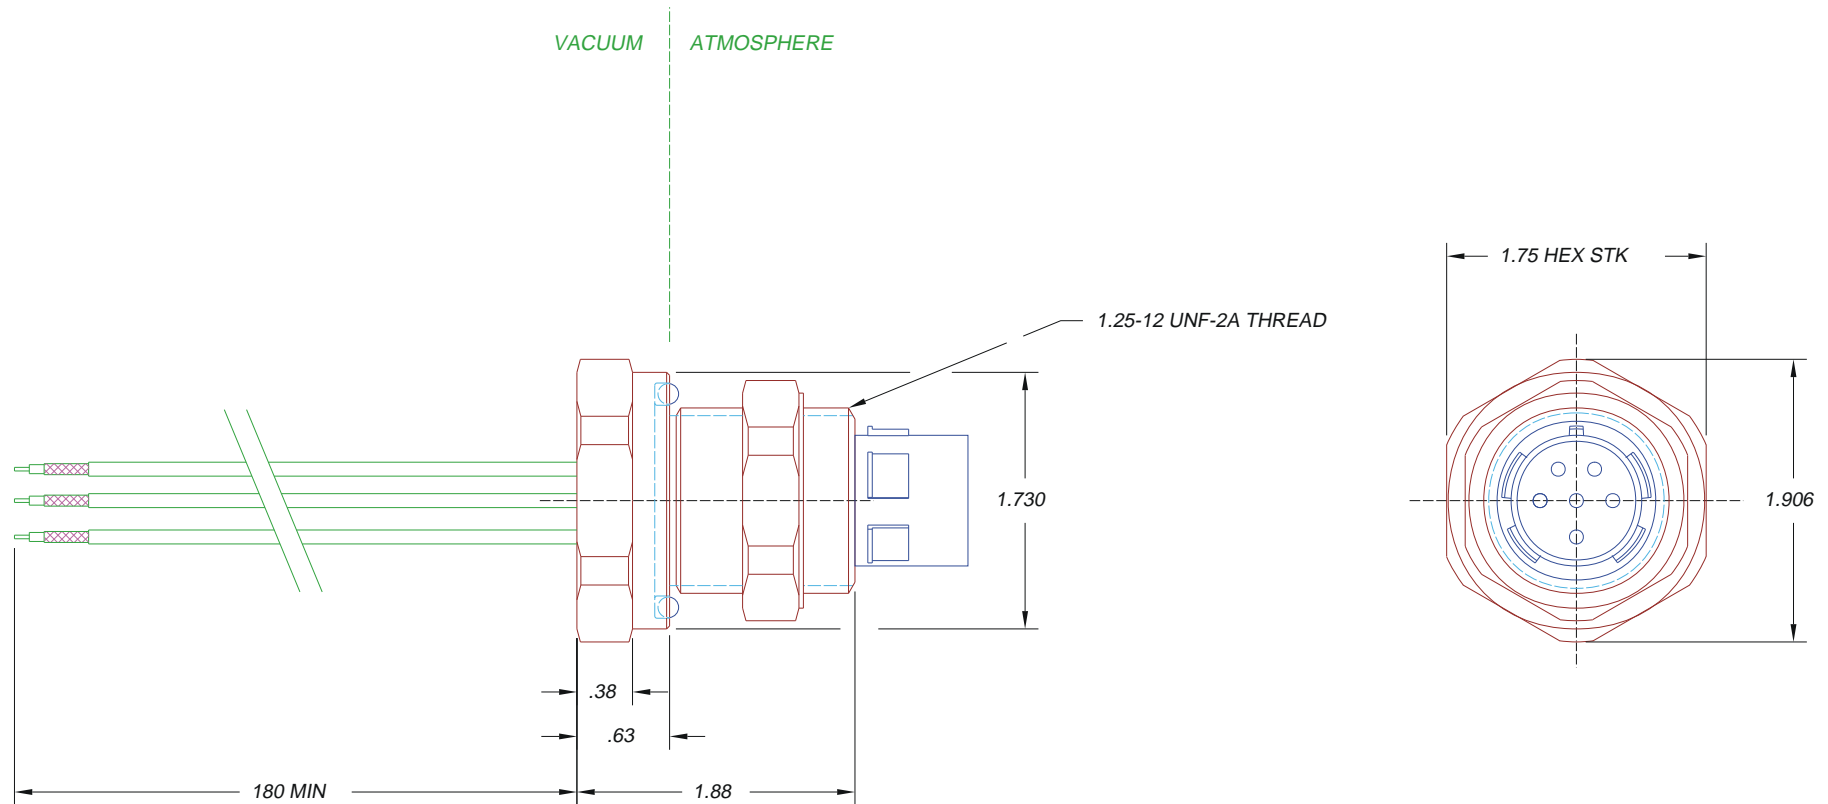 VACUUM
ATMOSPHERE
1.75 HEX STK
1.25-12 UNF-2A THREAD
1.730
1.906
.38
.63
180 MIN
1.88